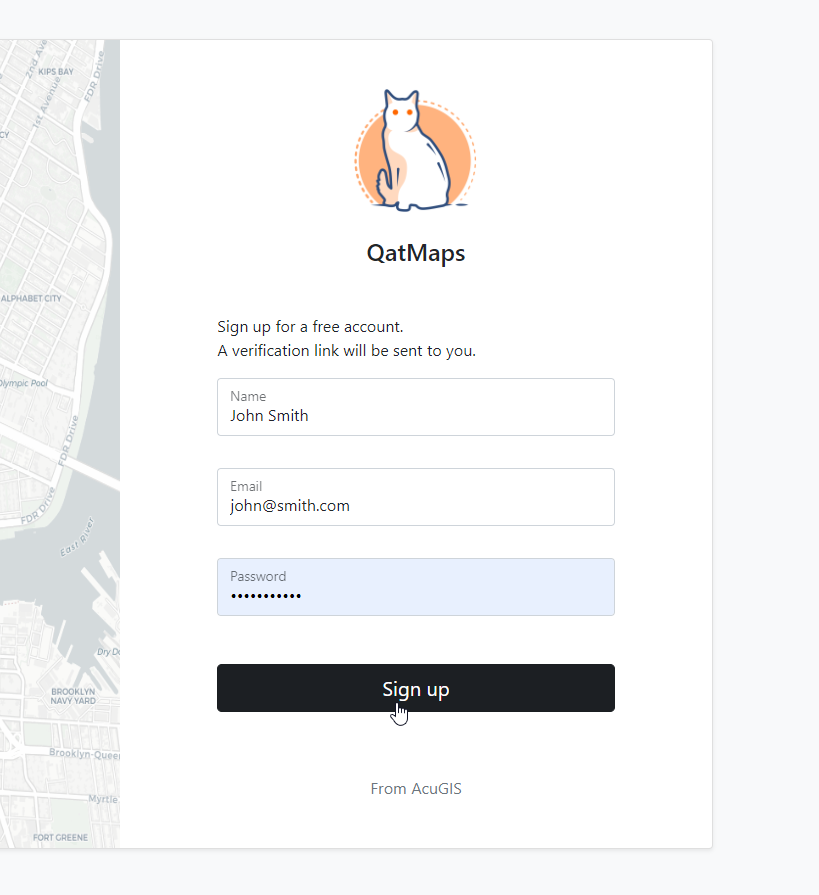 KIPS BAY
2nd Ave
1st Avenue
FDR Drive
CY
ALPHABET CITY
Olympic Pool
FDR Drive
FDR Drive
East River
Dry Do
BROOKLYN
NAVY YARD
Brooklyn-Queen
Myrtle
FORT GREENE
QatMaps
Sign up for a free account.
A verification link will be sent to you.
Name
John Smith
Email
john@smith.com
Password
•••••••••••
Sign up
From AcuGIS